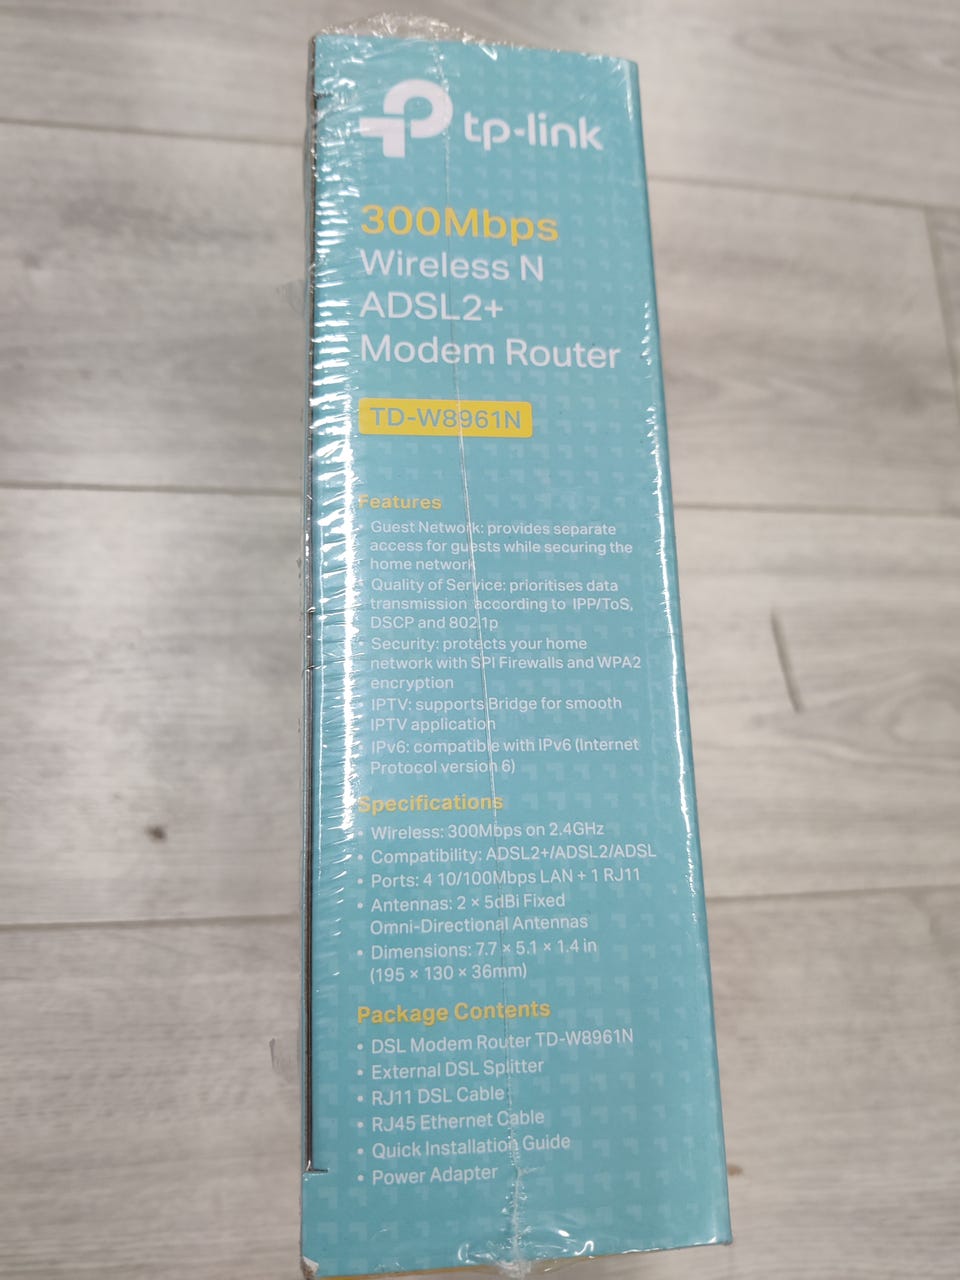 tp-link
300Mbps
Wireless N
ADSL2+
Modem Router
TD-W8961N
Features
• Guest Network: provides separate
access for guests while securing the
home network
• Quality of Service: prioritises data
transmission according to IPP/ToS,
DSCP and 802.1p
• Security: protects your home
network with SPI Firewalls and WPA2
encryption
• IPTV: supports Bridge for smooth
IPTV application
• IPv6: compatible with IPv6 (Internet
Protocol version 6)
Specifications
• Wireless: 300Mbps on 2.4GHz
• Compatibility: ADSL2+/ADSL2/ADSL
• Ports: 4 10/100Mbps LAN + 1 RJ11
• Antennas: 2 × 5dBi Fixed
Omni-Directional Antennas
• Dimensions: 7.7 × 5.1 × 1.4 in
(195 × 130 × 36mm)
Package Contents
• DSL Modem Router TD-W8961N
• External DSL Splitter
• RJ11 DSL Cable
• RJ45 Ethernet Cable
• Quick Installation Guide
• Power Adapter